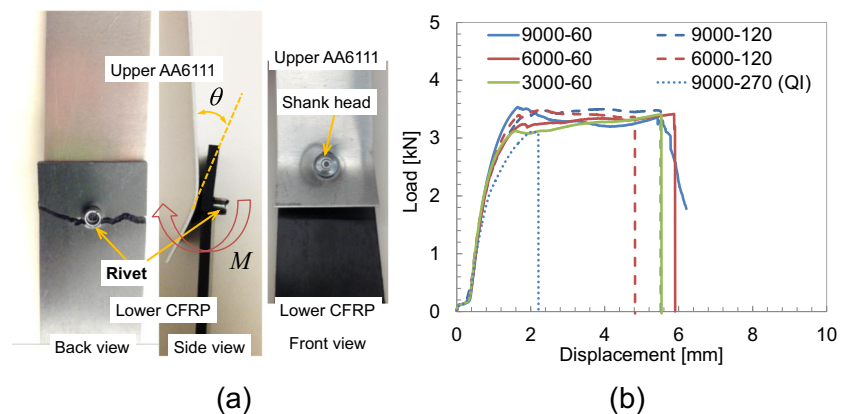 Upper AA6111
θ
Rivet
M
Lower CFRP
Back view
Side view
Upper AA6111
Shank head
Lower CFRP
Front view
(a)
Load [kN]
5
4
3
2
1
0
9000-60
9000-120
6000-60
6000-120
3000-60
9000-270 (QI)
0 2 4 6 8 10
Displacement [mm]
(b)